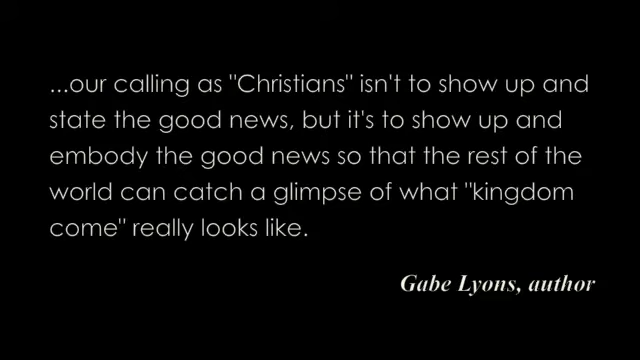 ...our calling as "Christians" isn't to show up and
state the good news, but it's to show up and
embody the good news so that the rest of the
world can catch a glimpse of what "kingdom
come" really looks like.
Gabe Lyons, author